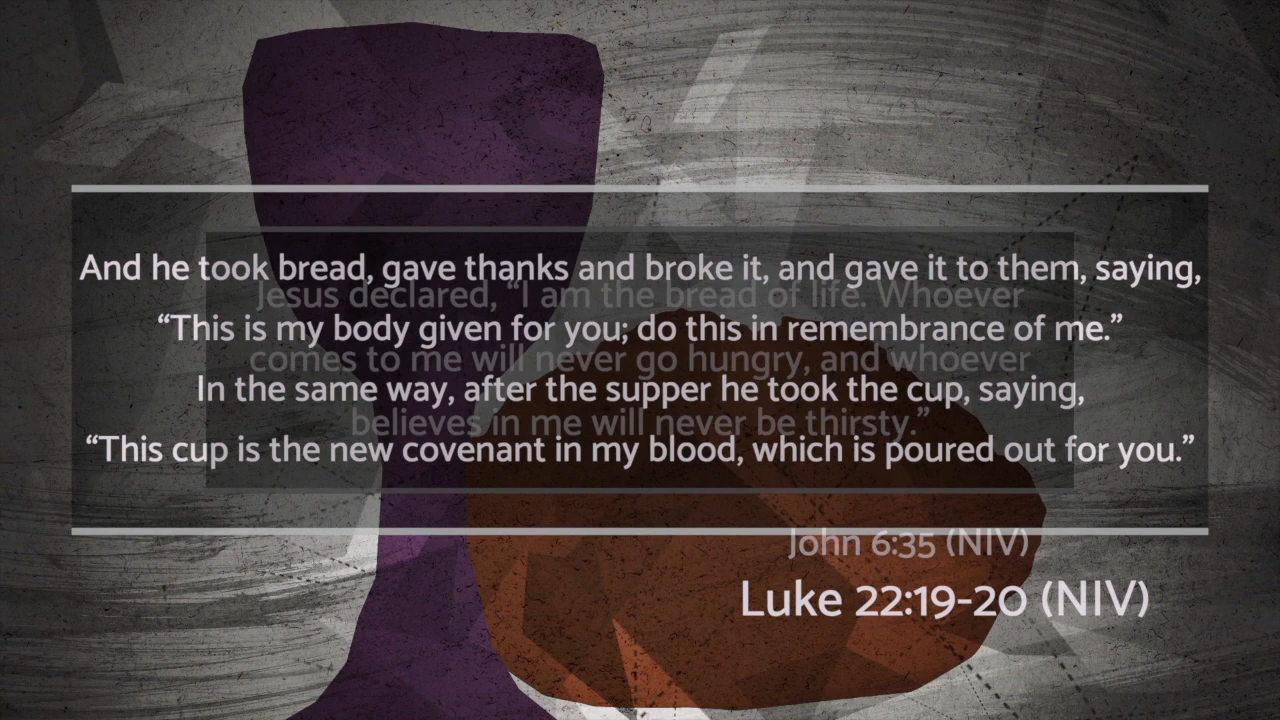 And he took bread, gave thanks and broke it, and gave it to them, saying,
“This is my body given for you; do this in remembrance of me.”
In the same way, after the supper he took the cup, saying,
“This cup is the new covenant in my blood, which is poured out for you.”
Luke 22:19-20 (NIV)
Jesus declared, “I am the bread of life. Whoever
comes to me will never go hungry, and whoever
believes in me will never be thirsty.”
John 6:35 (NIV)